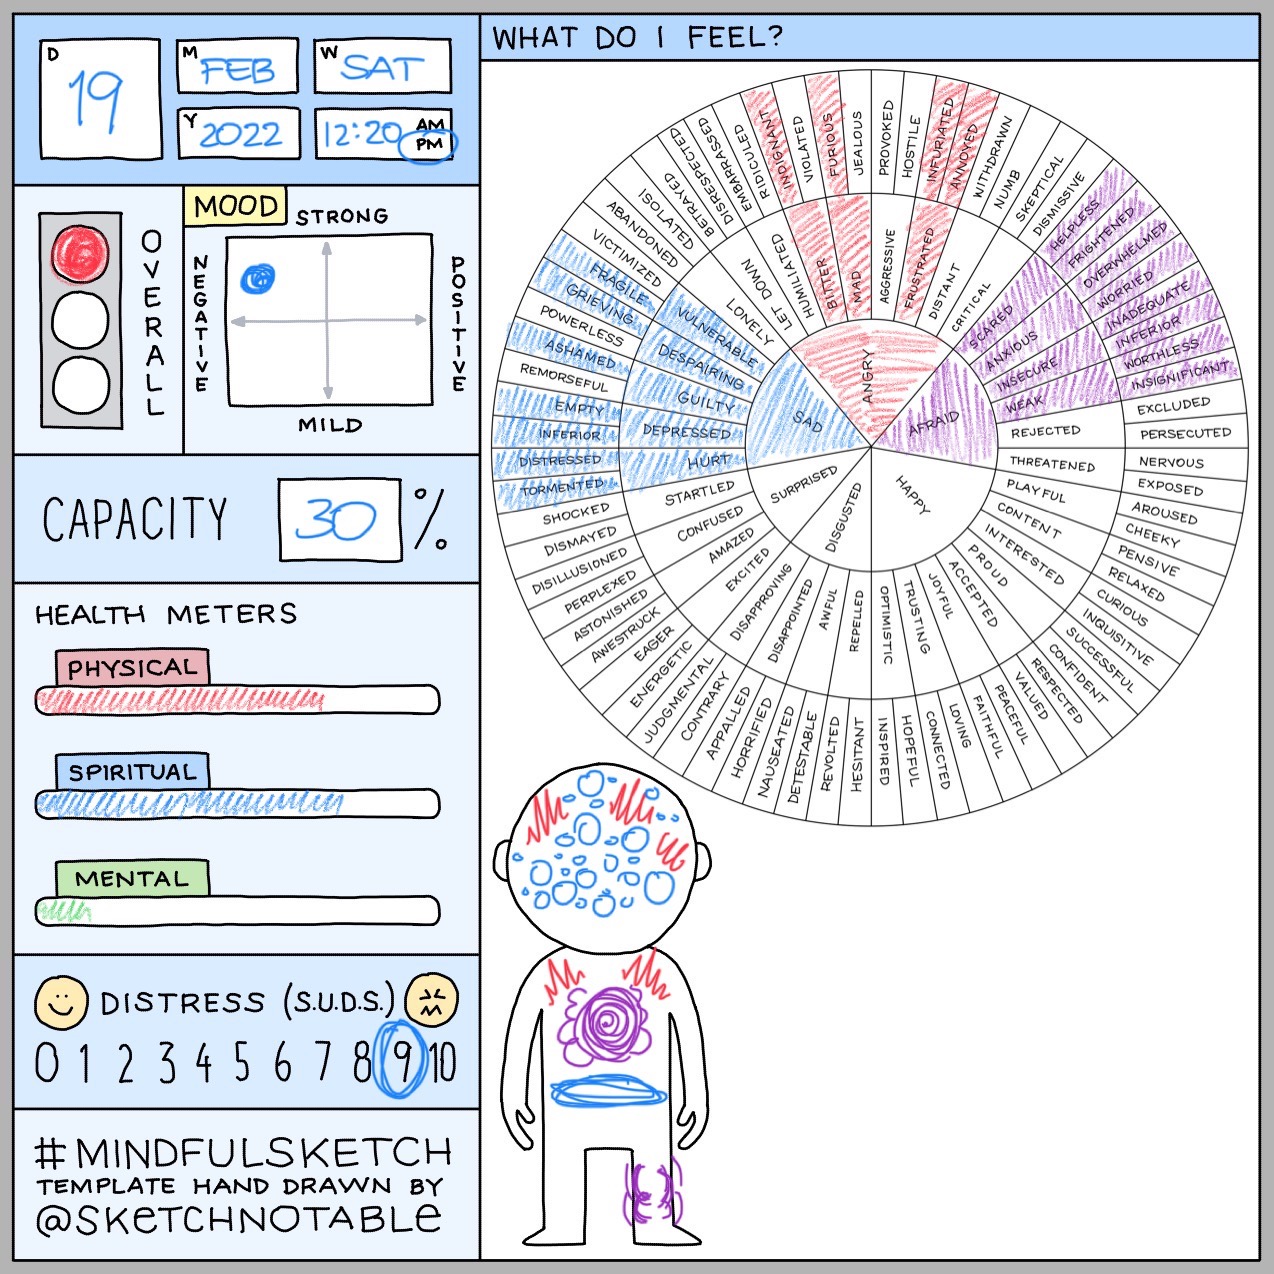 D
19
M
FEB
W
SAT
Y
2022
12:20 AM
PM
OVERALL
MOOD
STRONG
NEGATIVE
POSITIVE
MILD
CAPACITY 30 %
HEALTH METERS
PHYSICAL
SPIRITUAL
MENTAL
DISTRESS (S.U.D.S.)
0 1 2 3 4 5 6 7 8 9 10
#MINDFULSKETCH
TEMPLATE HAND DRAWN BY
@SKETCHNOTABLE
WHAT DO I FEEL?
ANGRY
AFRAID
HAPPY
DISGUSTED
SURPRISED
SAD
LET DOWN
HUMILIATED
BITTER
MAD
AGGRESSIVE
FRUSTRATED
DISTANT
CRITICAL
SCARED
ANXIOUS
INSECURE
WEAK
REJECTED
THREATENED
PLAYFUL
CONTENT
INTERESTED
PROUD
ACCEPTED
JOYFUL
TRUSTING
OPTIMISTIC
REPELLED
AWFUL
DISAPPOINTED
DISAPPROVING
EXCITED
AMAZED
CONFUSED
STARTLED
HURT
DEPRESSED
GUILTY
DESPAIRING
VULNERABLE
LONELY
BETRAYED
DISRESPECTED
EMBARRASSED
RIDICULED
INDIGNANT
VIOLATED
FURIOUS
JEALOUS
PROVOKED
HOSTILE
INFURIATED
ANNOYED
WITHDRAWN
NUMB
SKEPTICAL
DISMISSIVE
HELPLESS
FRIGHTENED
OVERWHELMED
WORRIED
INADEQUATE
INFERIOR
WORTHLESS
INSIGNIFICANT
EXCLUDED
PERSECUTED
NERVOUS
EXPOSED
AROUSED
CHEEKY
PENSIVE
RELAXED
CURIOUS
INQUISITIVE
SUCCESSFUL
CONFIDENT
RESPECTED
VALUED
PEACEFUL
FAITHFUL
LOVING
CONNECTED
HOPEFUL
INSPIRED
HESITANT
REVOLTED
DETESTABLE
NAUSEATED
HORRIFIED
APPALLED
CONTRARY
JUDGMENTAL
ENERGETIC
EAGER
AWESTRUCK
ASTONISHED
PERPLEXED
DISILLUSIONED
DISMAYED
SHOCKED
TORMENTED
DISTRESSED
INFERIOR
EMPTY
REMORSEFUL
ASHAMED
POWERLESS
GRIEVING
FRAGILE
VICTIMIZED
ABANDONED
ISOLATED